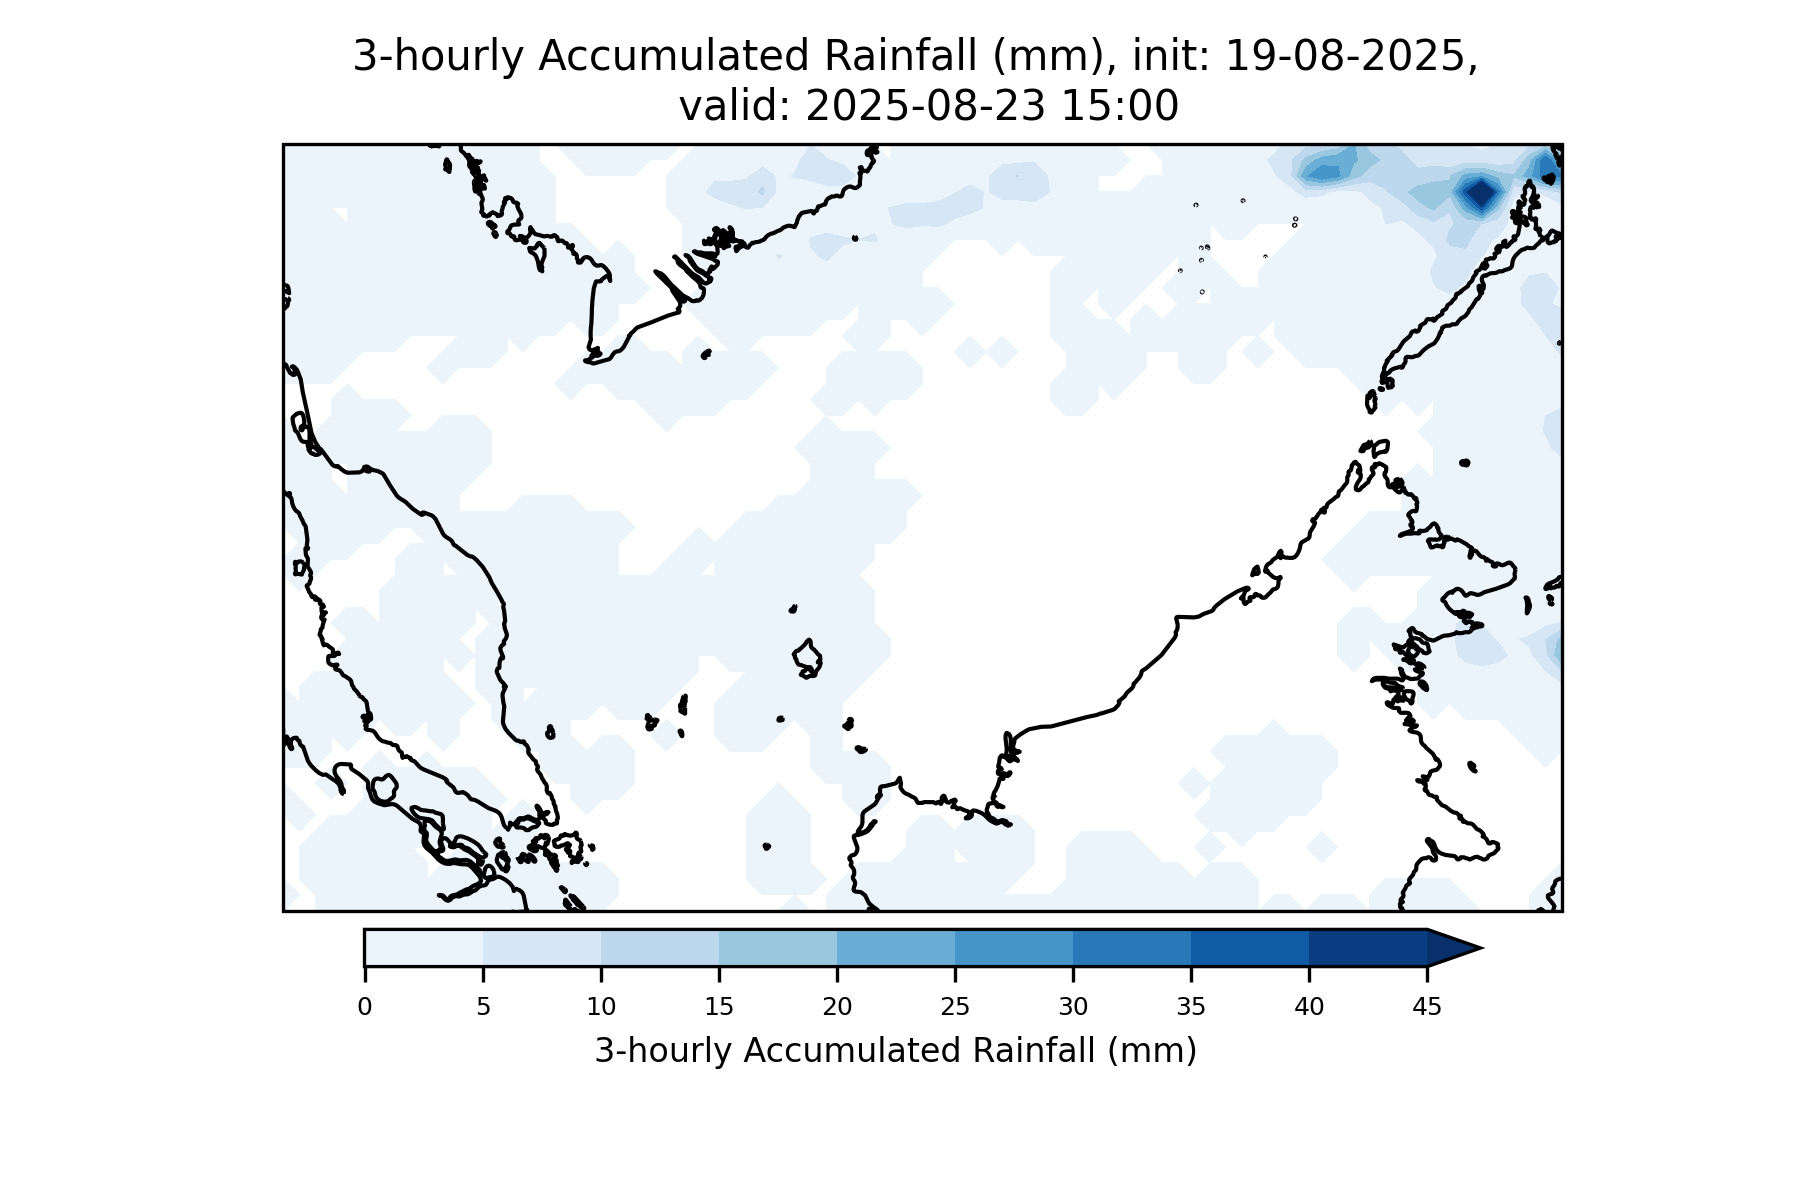 3-hourly Accumulated Rainfall (mm), init: 19-08-2025,
valid: 2025-08-23 15:00
0 5 10 15 20 25 30 35 40 45
3-hourly Accumulated Rainfall (mm)